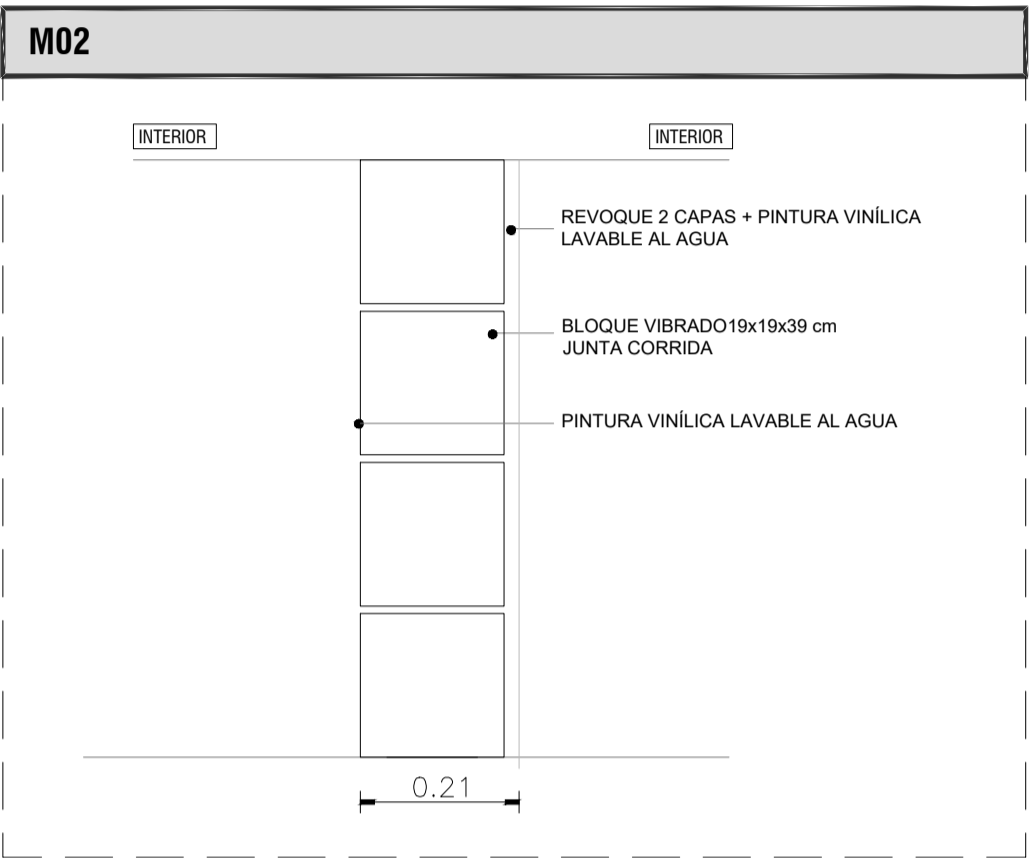 M02
INTERIOR
INTERIOR
REVOQUE 2 CAPAS + PINTURA VINÍLICA
LAVABLE AL AGUA
BLOQUE VIBRADO19x19x39 cm
JUNTA CORRIDA
PINTURA VINÍLICA LAVABLE AL AGUA
0.21